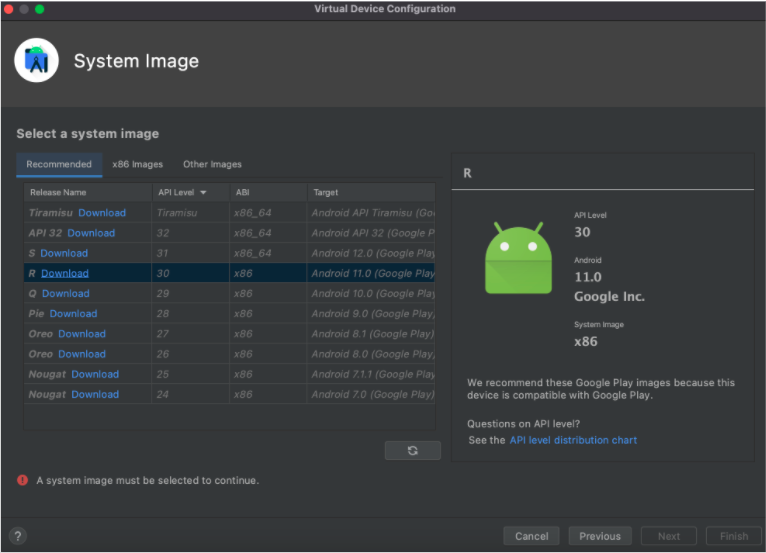 Virtual Device Configuration
System Image
Select a system image
Recommended x86 Images Other Images
Release Name API Level ABI Target
Tiramisu Download Tiramisu x86_64 Android API Tiramisu (Go
API 32 Download 32 x86_64 Android API 32 (Google P
S Download 31 x86_64 Android 12.0 (Google Play
R Download 30 x86 Android 11.0 (Google Play)
Q Download 29 x86 Android 10.0 (Google Play
Pie Download 28 x86 Android 9.0 (Google Play)
Oreo Download 27 x86 Android 8.1 (Google Play)
Oreo Download 26 x86 Android 8.0 (Google Play)
Nougat Download 25 x86 Android 7.1.1 (Google Play
Nougat Download 24 x86 Android 7.0 (Google Play)
R
API Level
30
Android
11.0
Google Inc.
System Image
x86
We recommend these Google Play images because this
device is compatible with Google Play.
Questions on API level?
See the API level distribution chart
A system image must be selected to continue.
? Cancel Previous Next Finish